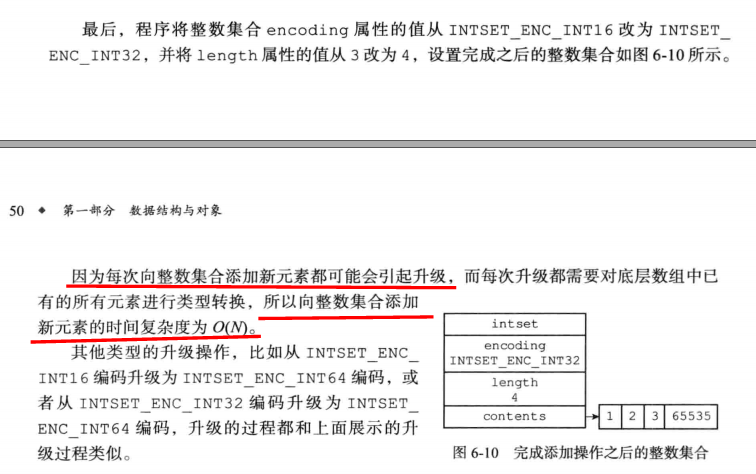 最后，程序将整数集合 encoding 属性的值从 INTSET_ENC_INT16 改为 INTSET_
ENC_INT32，并将 length 属性的值从 3 改为 4，设置完成之后的整数集合如图 6-10 所示。
50 ◆ 第一部分 数据结构与对象
因为每次向整数集合添加新元素都可能会引起升级，而每次升级都需要对底层数组中已
有的所有元素进行类型转换，所以向整数集合添加
新元素的时间复杂度为 O(N)。
其他类型的升级操作，比如从 INTSET_ENC_
INT16 编码升级为 INTSET_ENC_INT64 编码，或
者从 INTSET_ENC_INT32 编码升级为 INTSET_
ENC_INT64 编码，升级的过程都和上面展示的升
级过程类似。
intset
encoding
INTSET_ENC_INT32
length
4
contents 1 2 3 65535
图 6-10 完成添加操作之后的整数集合